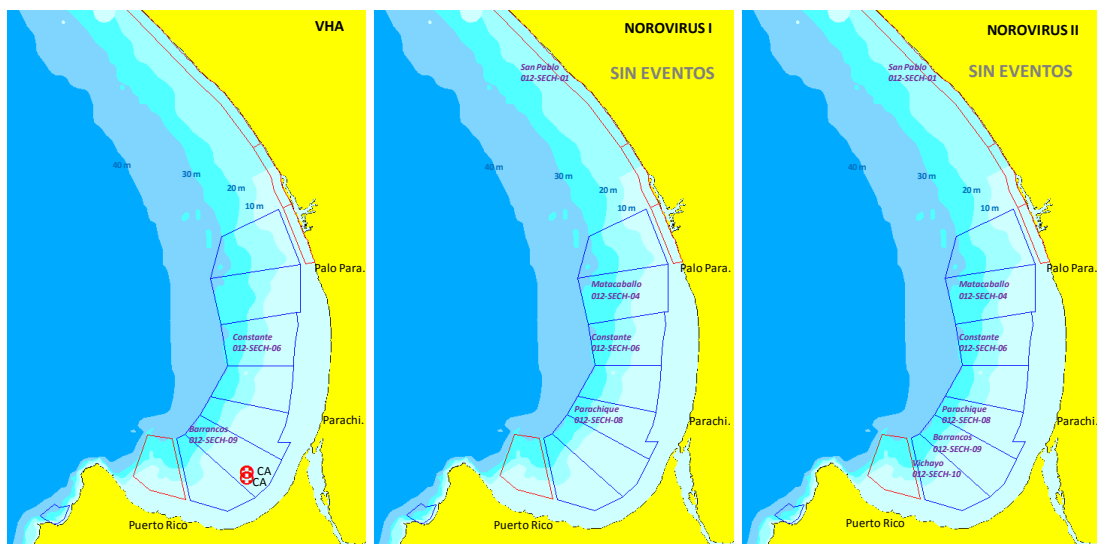 VHA
40 m
30 m
20 m
10 m
Palo Para.
Constante
012-SECH-06
Parachi.
Barrancos
012-SECH-09
CA
CA
Puerto Rico
NOROVIRUS I
SIN EVENTOS
San Pablo
012-SECH-01
40 m
30 m
20 m
10 m
Palo Para.
Matacaballo
012-SECH-04
Constante
012-SECH-06
Parachique
012-SECH-08
Parachi.
Puerto Rico
NOROVIRUS II
SIN EVENTOS
San Pablo
012-SECH-01
40 m
30 m
20 m
10 m
Palo Para.
Matacaballo
012-SECH-04
Constante
012-SECH-06
Parachique
012-SECH-08
Parachi.
Barrancos
012-SECH-09
Vichayo
012-SECH-10
Puerto Rico